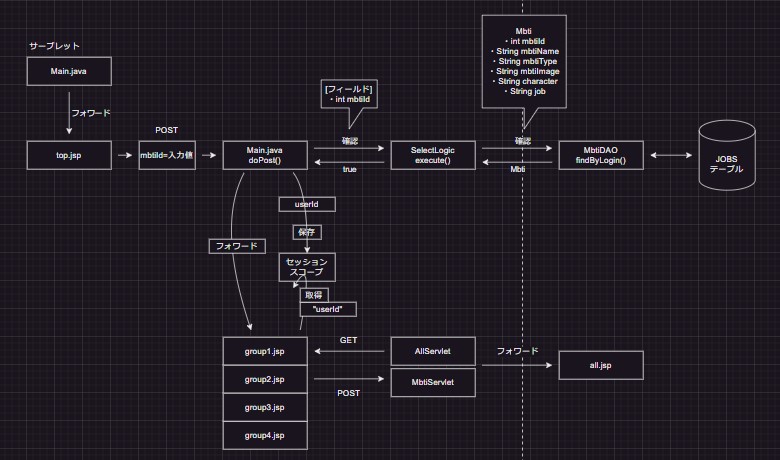 サーブレット
Main.java
フォワード
top.jsp
POST
mbtiId=入力値
Main.java
doPost()
[フィールド]
・int mbtiId
確認
true
SelectLogic
execute()
Mbti
・int mbtiId
・String mbtiName
・String mbtiType
・String mbtiImage
・String character
・String job
確認
Mbti
MbtiDAO
findByLogin()
JOBS
テーブル
userId
保存
フォワード
セッション
スコープ
取得
"userId"
group1.jsp
group2.jsp
group3.jsp
group4.jsp
GET
POST
AllServlet
MbtiServlet
フォワード
all.jsp